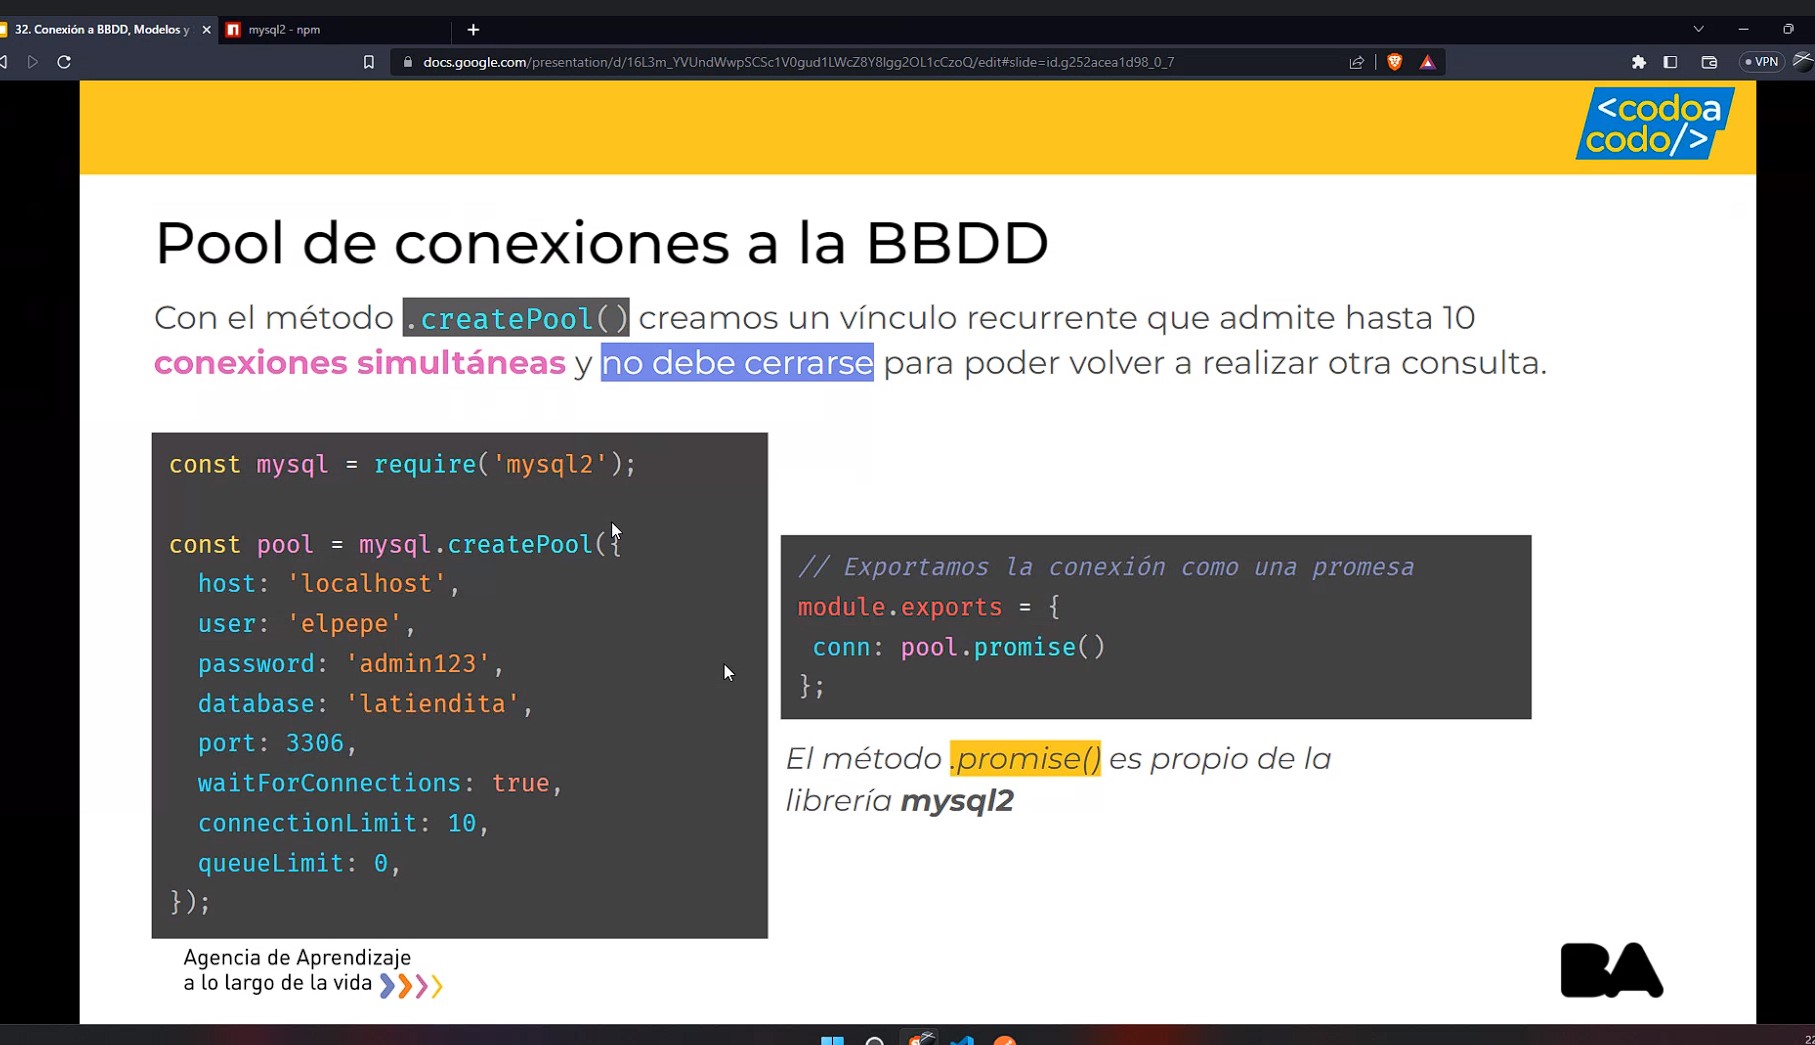 32. Conexión a BBDD, Modelos y
mysql2 - npm
docs.google.com/presentation/d/16L3m_YVUndWwpSCSc1V0gud1LWcZ8Y8lgg2OL1cCzoQ/edit#slide=id.g252acea1d98_0_7
VPN
<codoa
codo/>
Pool de conexiones a la BBDD
Con el método .createPool() creamos un vínculo recurrente que admite hasta 10
conexiones simultáneas y no debe cerrarse para poder volver a realizar otra consulta.
const mysql = require('mysql2');
const pool = mysql.createPool({
host: 'localhost',
user: 'elpepe',
password: 'admin123',
database: 'latiendita',
port: 3306,
waitForConnections: true,
connectionLimit: 10,
queueLimit: 0,
});
// Exportamos la conexión como una promesa
module.exports = {
conn: pool.promise()
};
El método .promise() es propio de la
librería mysql2
Agencia de Aprendizaje
a lo largo de la vida
BA